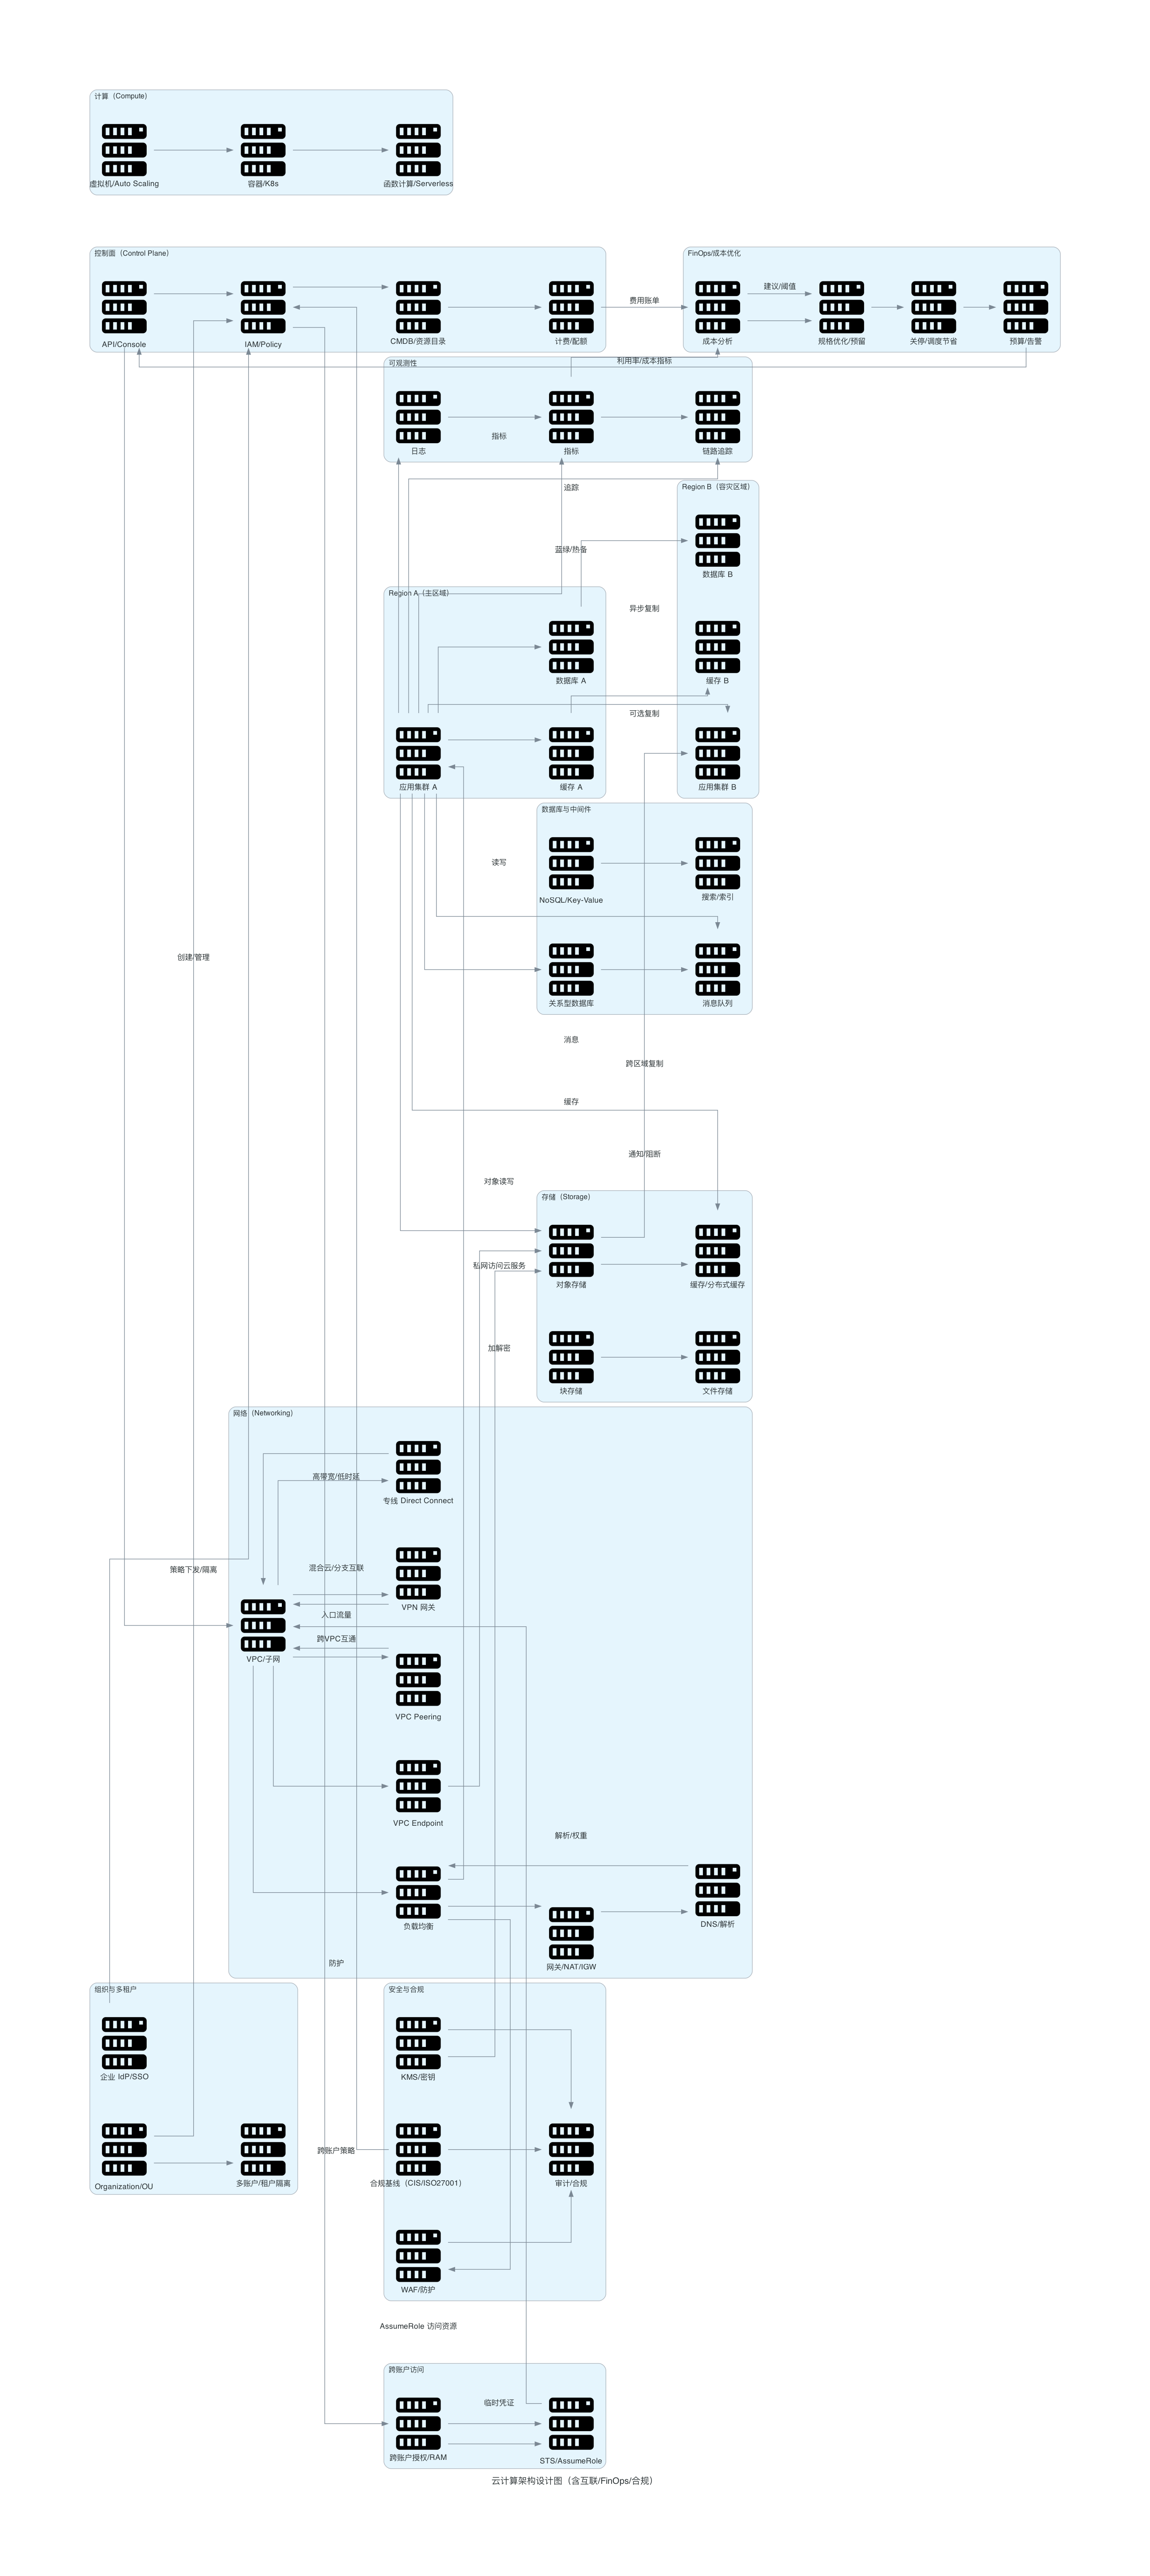 计算（Compute）
虚拟机/Auto Scaling
容器/K8s
函数计算/Serverless
控制面（Control Plane）
FinOps/成本优化
建议/阈值
费用账单
API/Console
IAM/Policy
CMDB/资源目录
计费/配额
成本分析
规格优化/预留
关停/调度节省
预算/告警
可观测性
利用率/成本指标
指标
日志
指标
链路追踪
追踪
Region B（容灾区域）
蓝绿/热备
数据库 B
Region A（主区域）
异步复制
数据库 A
缓存 B
可选复制
应用集群 A
缓存 A
应用集群 B
数据库与中间件
读写
NoSQL/Key-Value
搜索/索引
创建/管理
关系型数据库
消息队列
消息
跨区域复制
缓存
通知/阻断
对象读写
存储（Storage）
私网访问云服务
对象存储
缓存/分布式缓存
加解密
块存储
文件存储
网络（Networking）
高带宽/低时延
专线 Direct Connect
策略下发/隔离
混合云/分支互联
VPN 网关
入口流量
跨VPC互通
VPC/子网
VPC Peering
VPC Endpoint
解析/权重
负载均衡
DNS/解析
防护
网关/NAT/IGW
组织与多租户
安全与合规
企业 IdP/SSO
KMS/密钥
跨账户策略
Organization/OU
多账户/租户隔离
合规基线（CIS/ISO27001）
审计/合规
WAF/防护
AssumeRole 访问资源
跨账户访问
临时凭证
跨账户授权/RAM
STS/AssumeRole
云计算架构设计图（含互联/FinOps/合规）